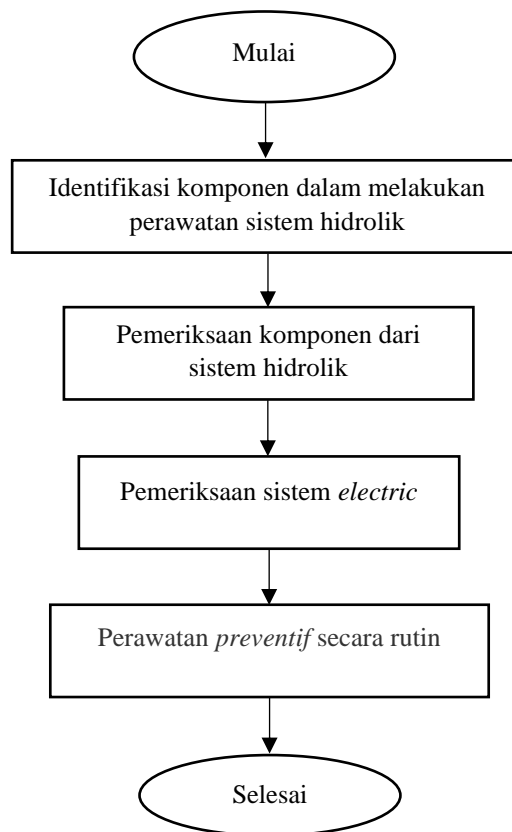 Mulai
Identifikasi komponen dalam melakukan
perawatan sistem hidrolik
Pemeriksaan komponen dari
sistem hidrolik
Pemeriksaan sistem electric
Perawatan preventif secara rutin
Selesai